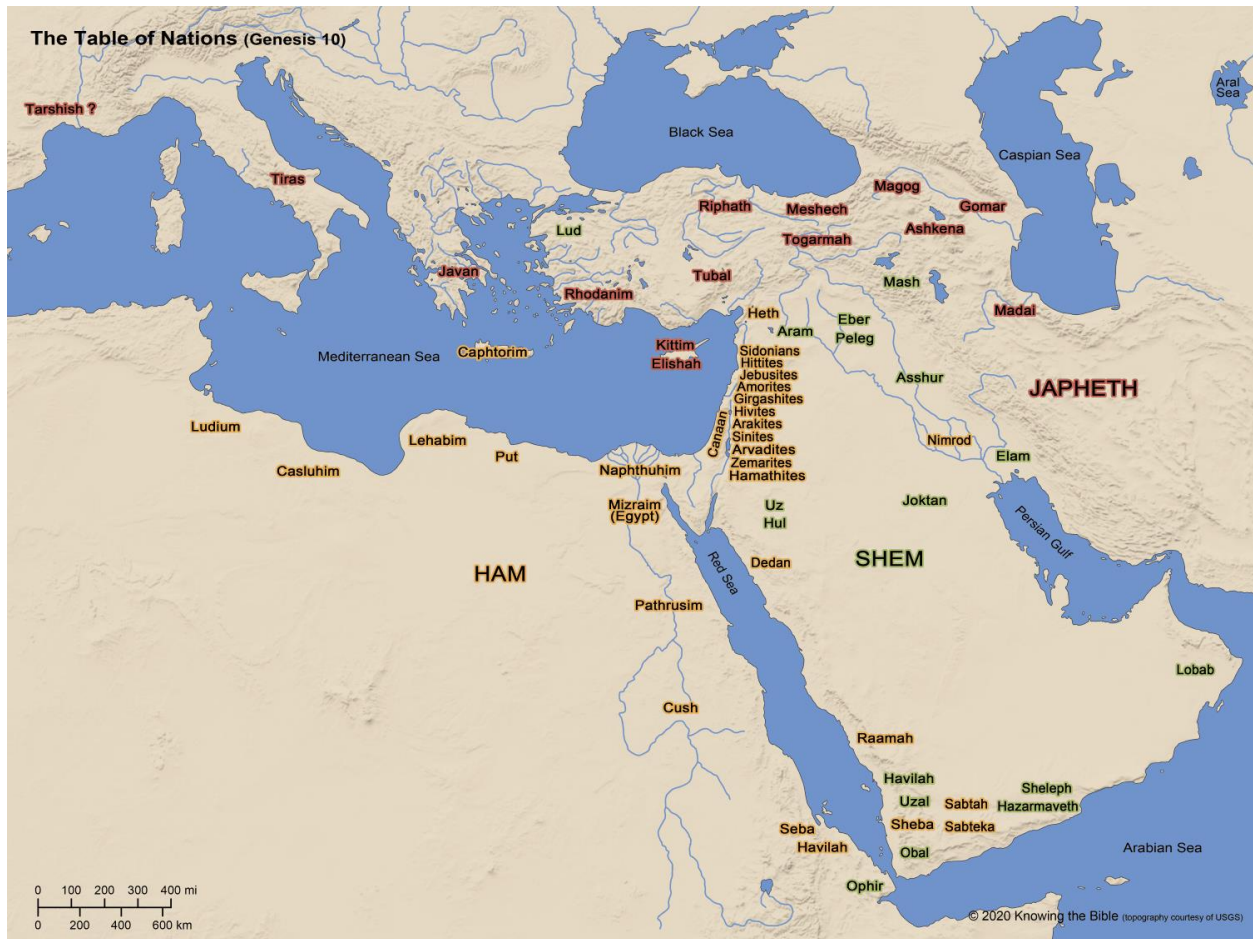 The Table of Nations (Genesis 10)
Aral
Sea
Tarshish ?
Black Sea
Caspian Sea
Tiras
Magog
Riphath
Meshech
Gomar
Lud
Ashkena
Togarmah
Javan
Tubal
Mash
Rhodanim
Madai
Heth
Eber
Aram
Peleg
Mediterranean Sea
Caphtorim
Kittim
Elishah
Sidonians
Hittites
Jebusites
Amorites
Girgashites
Hivites
Arakites
Sinites
Arvadites
Zemarites
Hamathites
Canaan
Asshur
JAPHETH
Ludium
Lehabim
Put
Casluhim
Naphthuhim
Nimrod
Elam
Mizraim
(Egypt)
Uz
Hul
Joktan
Persian Gulf
HAM
Red Sea
Dedan
SHEM
Pathrusim
Lobab
Cush
Raamah
Havilah
Sheleph
Uzal
Sabtah
Hazarmaveth
Seba
Sheba
Sabteka
Havilah
Obal
Arabian Sea
Ophir
0 100 200 300 400 mi
0 200 400 600 km
© 2020 Knowing the Bible (topography courtesy of USGS)